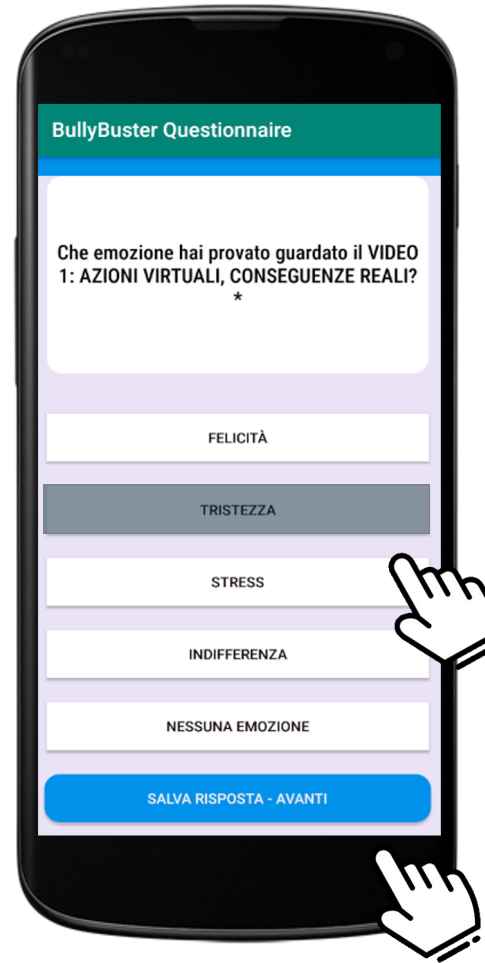 BullyBuster Questionnaire
Che emozione hai provato guardato il VIDEO
1: AZIONI VIRTUALI, CONSEGUENZE REALI?
*
FELICITÀ
TRISTEZZA
STRESS
INDIFFERENZA
NESSUNA EMOZIONE
SALVA RISPOSTA - AVANTI